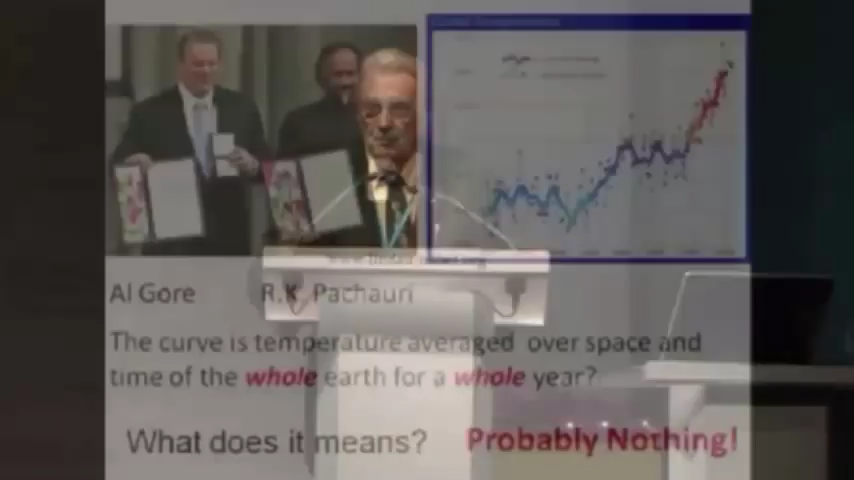 Al Gore R.K. Pachauri
The curve is temperature averaged over space and
time of the whole earth for a whole year?
What does it means? Probably Nothing!